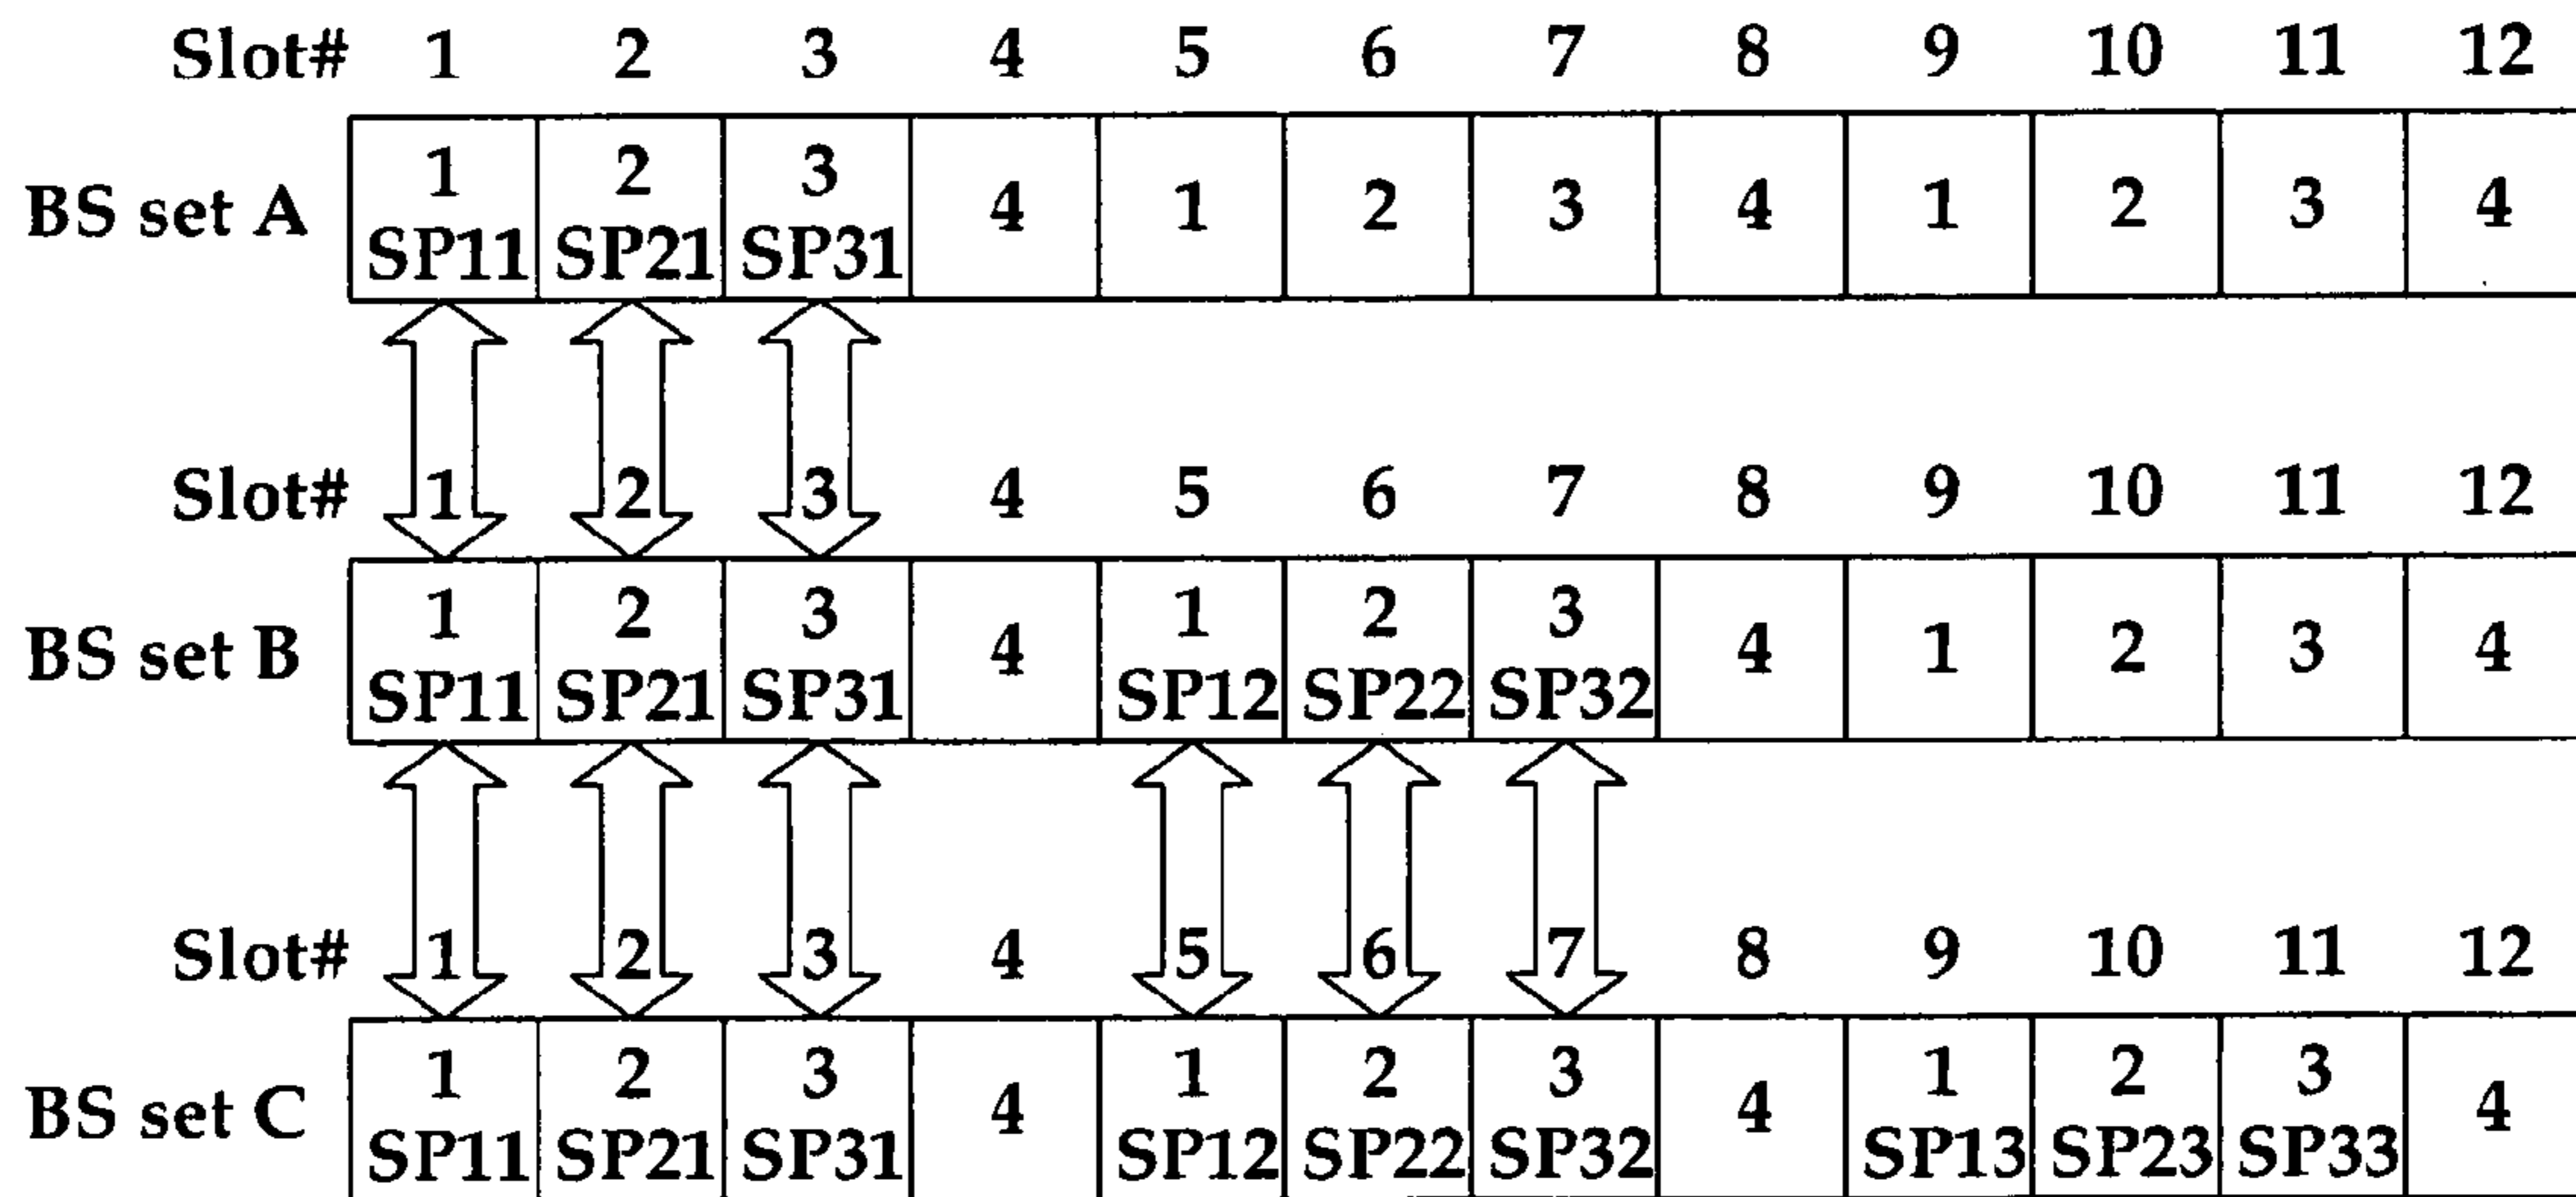 Slot# 1 2 3 4 5 6 7 8 9 10 11 12
1 2 3
BS set A 4 1 2 3 4 1 2 3 4
SP11 SP21 SP31
Slot# 1 2 3 4 5 6 7 8 9 10 11 12
1 2 3 1 2 3
BS set B 4 4 1 2 3 4
SP11 SP21 SP31 SP12 SP22 SP32
Slot# 1 2 3 4 5 6 7 8 9 10 11 12
1 2 3 1 2 3 1 2 3
BS set C 4 4 4
SP11 SP21 SP31 SP12 SP22 SP32 SP13 SP23 SP33